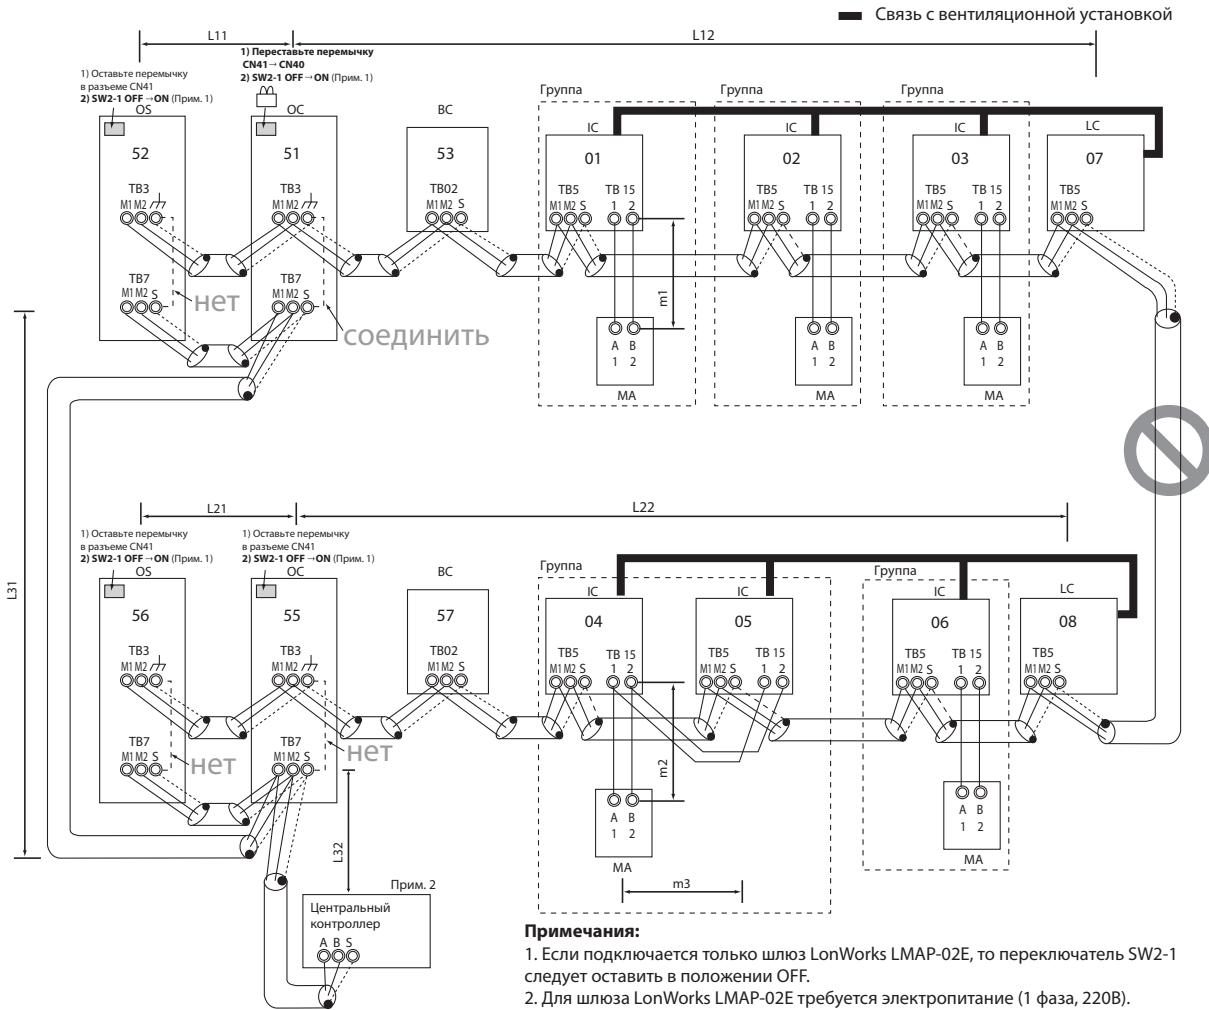 Связь с вентиляционной установкой
L11
L12
1) Оставьте перемычку
в разъеме CN41
2) SW2-1 OFF→ON (Прим. 1)
1) Переставьте перемычку
CN41→CN40
2) SW2-1 OFF→ON (Прим. 1)
OS
OC
BC
Группа
Группа
Группа
IC
IC
IC
LC
52
51
53
01
02
03
07
TB3
TB3
TB02
TB5
TB 15
TB5
TB 15
TB5
TB 15
TB5
M1 M2
M1 M2
M1 M2 S
M1 M2 S
1 2
M1 M2 S
1 2
M1 M2 S
1 2
M1 M2 S
TB7
TB7
M1 M2 S
M1 M2 S
нет
соединить
m1
A B
1 2
MA
A B
1 2
MA
A B
1 2
MA
L31
L21
L22
1) Оставьте перемычку
в разъеме CN41
2) SW2-1 OFF→ON (Прим. 1)
1) Оставьте перемычку
в разъеме CN41
2) SW2-1 OFF→ON (Прим. 1)
OS
OC
BC
Группа
Группа
IC
IC
IC
LC
56
55
57
04
05
06
08
TB3
TB3
TB02
TB5
TB 15
TB5
TB 15
TB5
TB 15
TB5
M1 M2
M1 M2
M1 M2 S
M1 M2 S
1 2
M1 M2 S
1 2
M1 M2 S
1 2
M1 M2 S
TB7
TB7
M1 M2 S
M1 M2 S
нет
нет
m2
A B
1 2
MA
A B
1 2
MA
m3
L32
Прим. 2
Центральный
контроллер
A B S
Примечания:
1. Если подключается только шлюз LonWorks LMAP-02E, то переключатель SW2-1
следует оставить в положении OFF.
2. Для шлюза LonWorks LMAP-02E требуется электропитание (1 фаза, 220В).